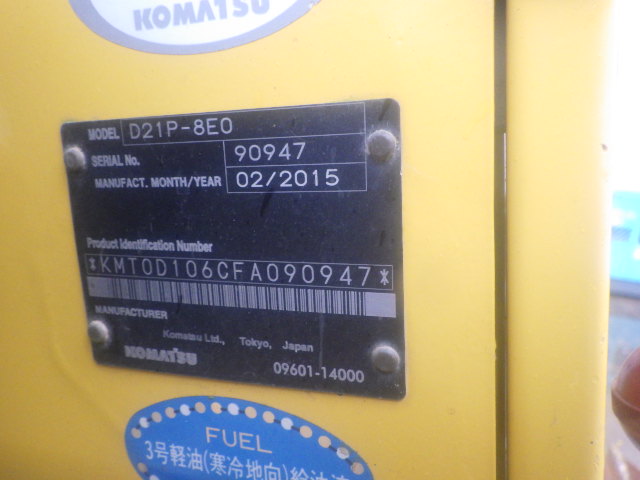 KOMATSU
MODEL D21P-8E0
SERIAL No. 90947
MANUFACT. MONTH/YEAR 02/2015
Product Identification Number
*KMT0D106CFA090947*
MANUFACTURER
Komatsu Ltd., Tokyo, Japan
KOMATSU 09601-14000
FUEL
3号軽油(寒冷地向)給油